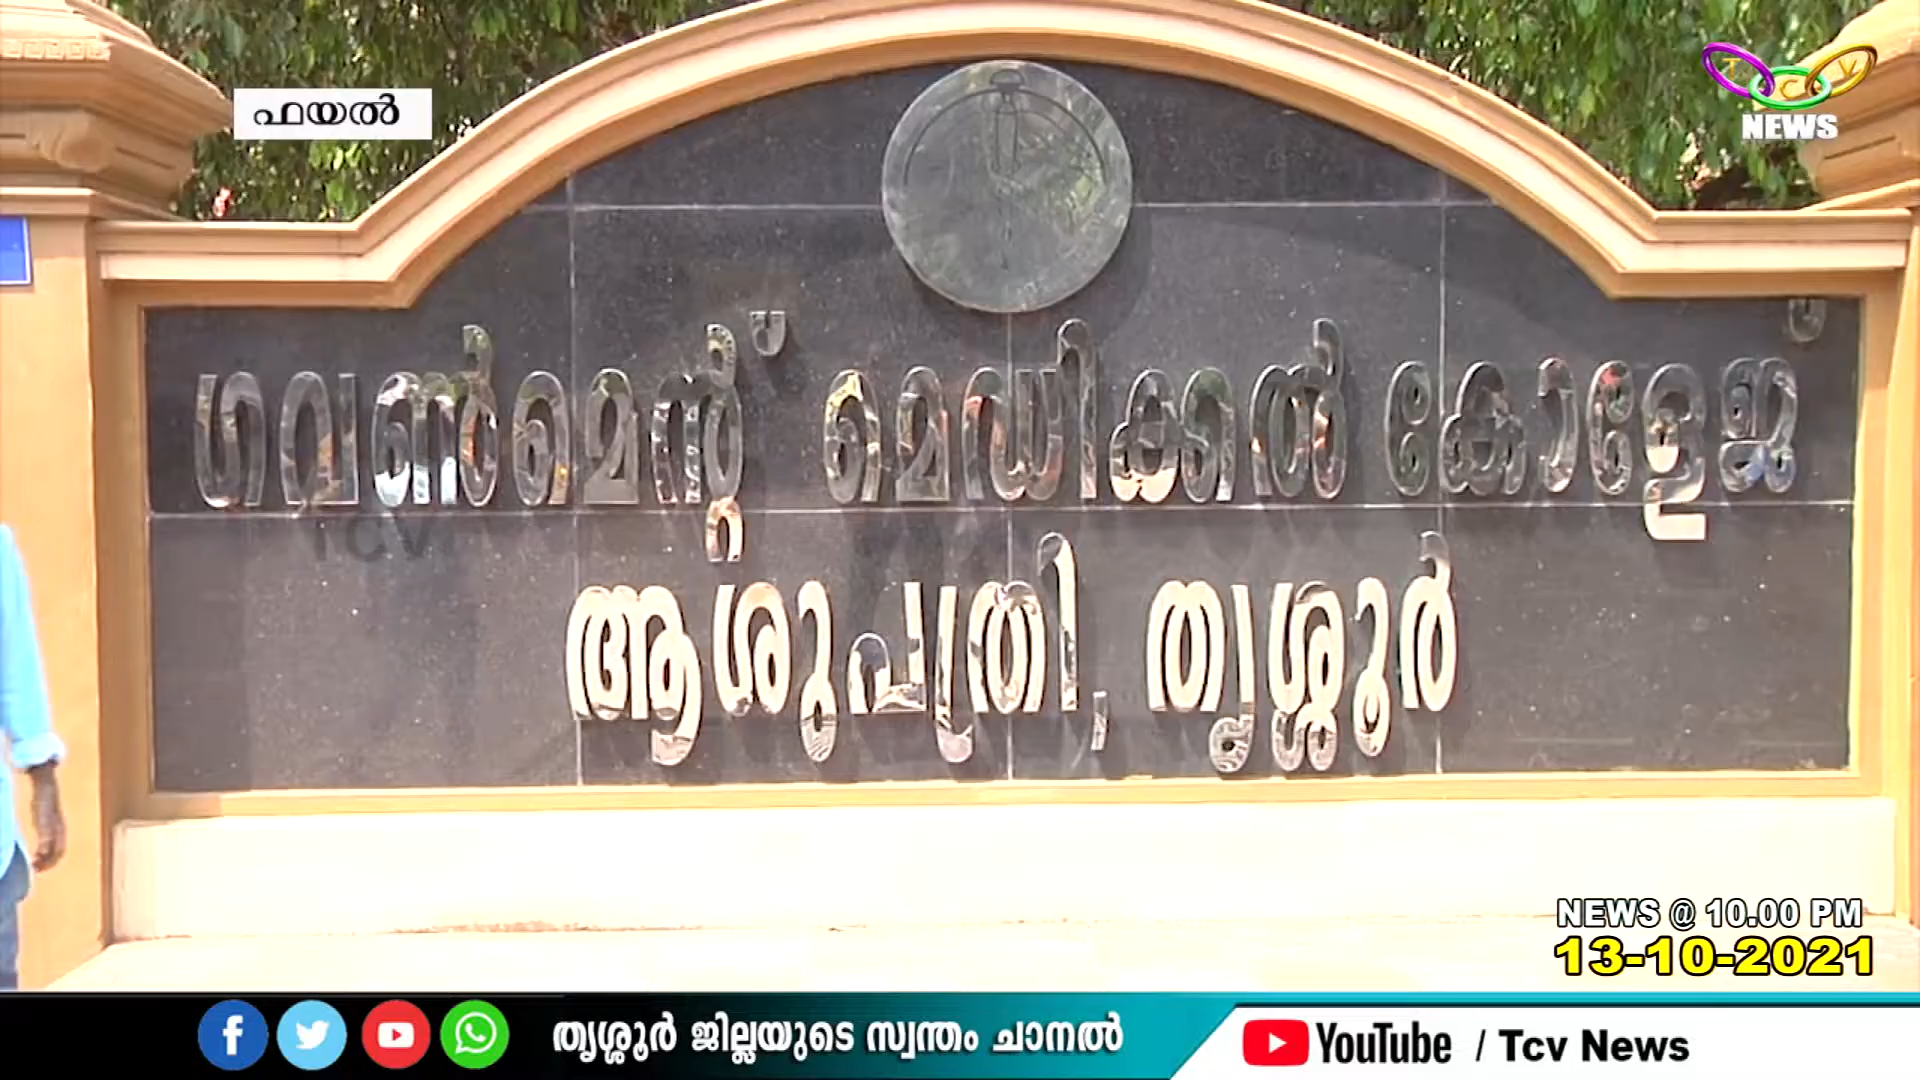 ഫയൽ
TCV
NEWS
ഗവൺമെന്റ് മെഡിക്കൽ കോളേജ്
ആശുപത്രി, തൃശ്ശൂർ
NEWS @ 10.00 PM
13-10-2021
തൃശ്ശൂർ ജില്ലയുടെ സ്വന്തം ചാനൽ
YouTube / Tcv News